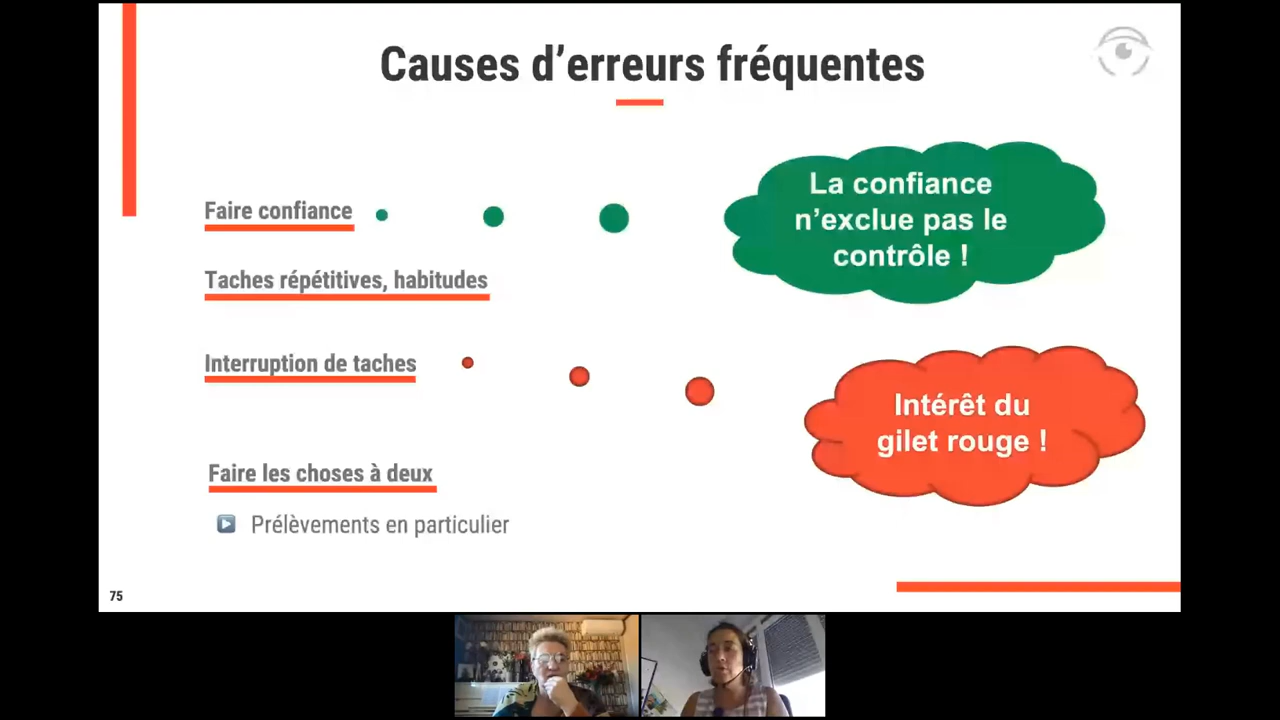 Causes d’erreurs fréquentes
Faire confiance
La confiance
n’exclue pas le
contrôle !
Taches répétitives, habitudes
Interruption de taches
Intérêt du
gilet rouge !
Faire les choses à deux
Prélèvements en particulier
75